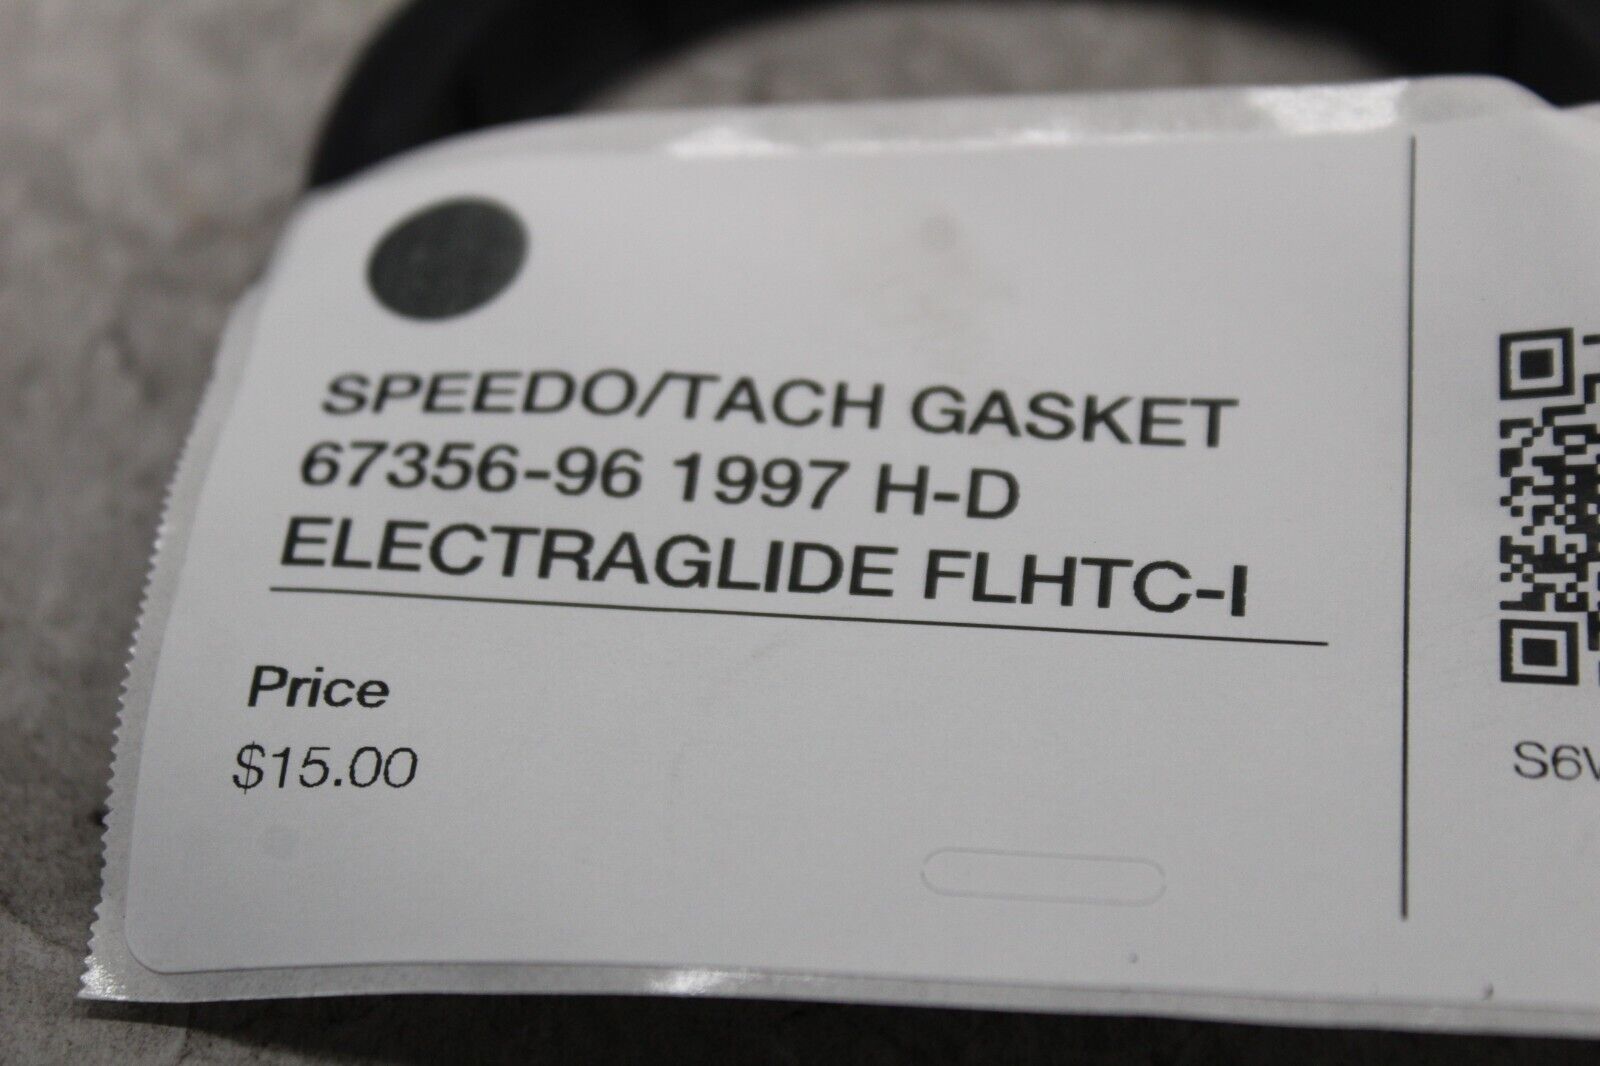 SPEEDO/TACH GASKET
67356-96 1997 H-D
ELECTRAGLIDE FLHTC-I
Price
$15.00